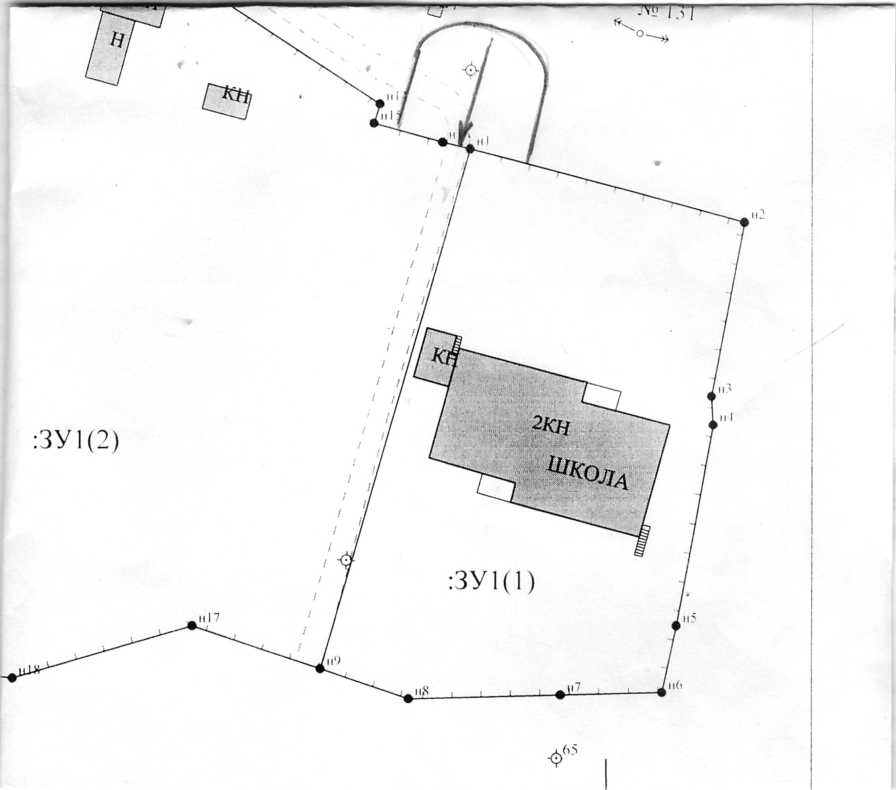 № 131
Н
КН
н15
н1
н2
КН
н3
н4
2КН
:ЗУ1(2)
ШКОЛА
:ЗУ1(1)
н17
н5
н9
н18
н8
н7
н6
65